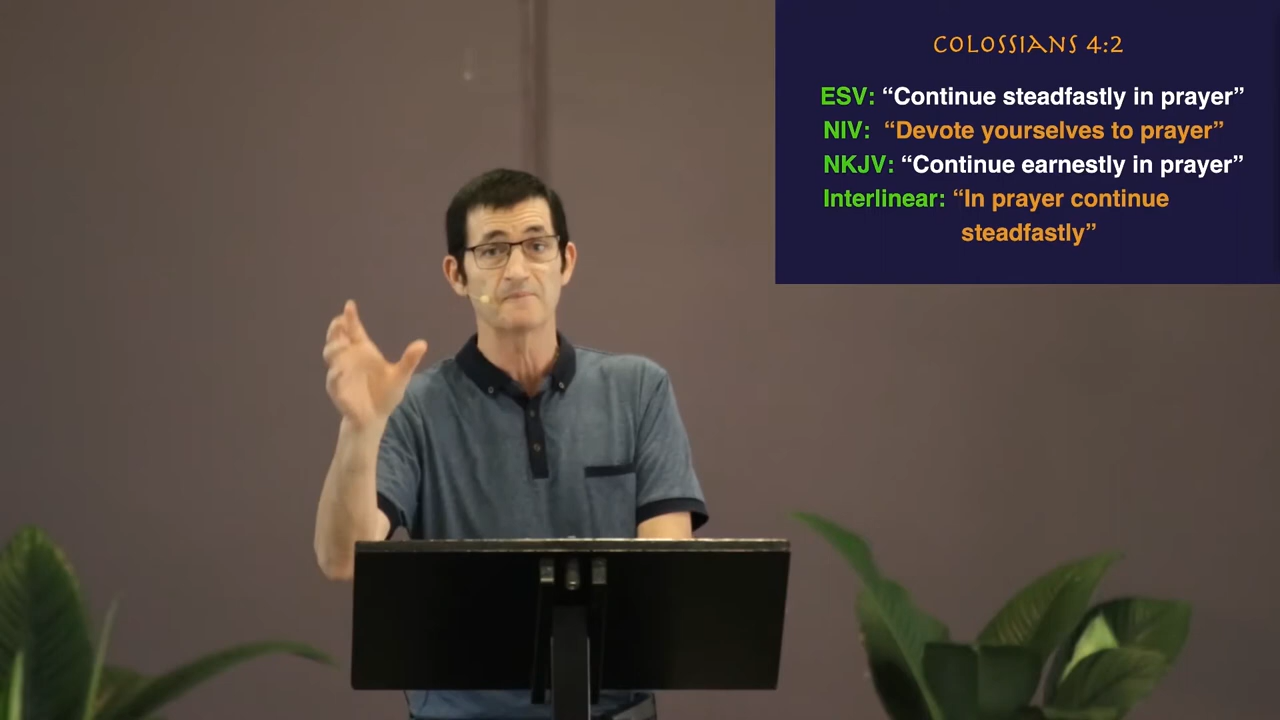 COLOSSIANS 4:2
ESV: “Continue steadfastly in prayer”
NIV: “Devote yourselves to prayer”
NKJV: “Continue earnestly in prayer”
Interlinear: “In prayer continue
steadfastly”